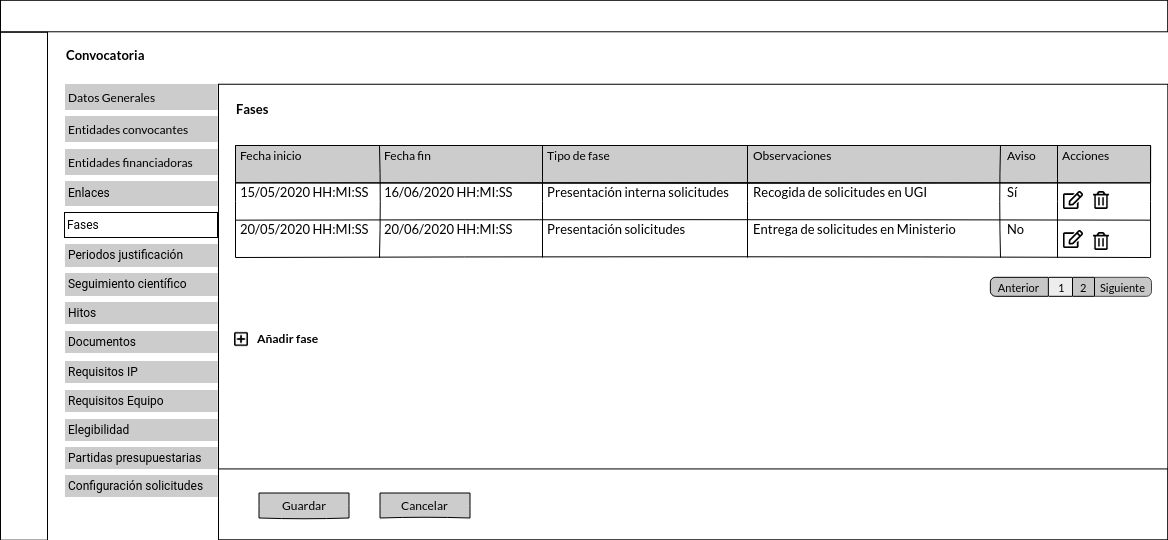 Convocatoria
Datos Generales
Entidades convocantes
Entidades financiadoras
Enlaces
Fases
Periodos justificación
Seguimiento científico
Hitos
Documentos
Requisitos IP
Requisitos Equipo
Elegibilidad
Partidas presupuestarias
Configuración solicitudes
Fases
Fecha inicio Fecha fin Tipo de fase Observaciones Aviso Acciones
15/05/2020 HH:MI:SS 16/06/2020 HH:MI:SS Presentación interna solicitudes Recogida de solicitudes en UGI Sí
20/05/2020 HH:MI:SS 20/06/2020 HH:MI:SS Presentación solicitudes Entrega de solicitudes en Ministerio No
Anterior 1 2 Siguiente
Añadir fase
Guardar Cancelar